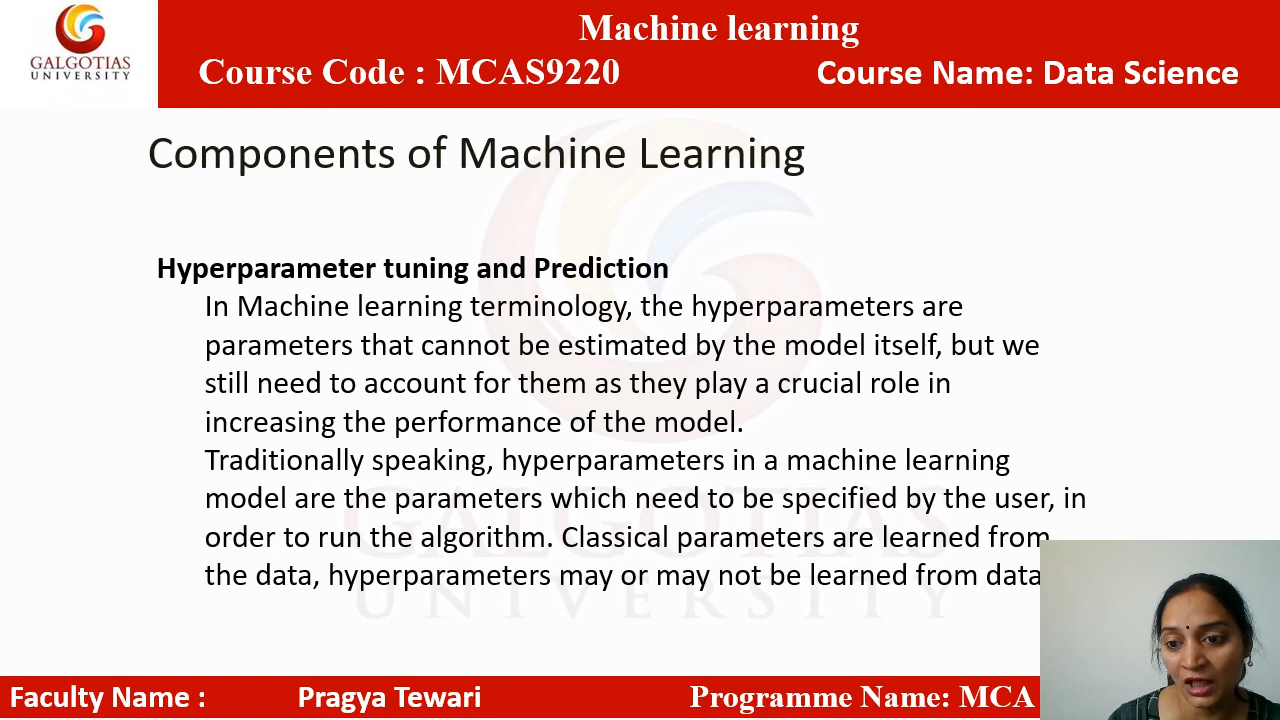 Machine learning
GALGOTIAS
UNIVERSITY
Course Code : MCAS9220
Course Name: Data Science
Components of Machine Learning
Hyperparameter tuning and Prediction
In Machine learning terminology, the hyperparameters are
parameters that cannot be estimated by the model itself, but we
still need to account for them as they play a crucial role in
increasing the performance of the model.
Traditionally speaking, hyperparameters in a machine learning
model are the parameters which need to be specified by the user, in
order to run the algorithm. Classical parameters are learned from
the data, hyperparameters may or may not be learned from data
GALGOTIAS
UNIVERSITY
Faculty Name :
Pragya Tewari
Programme Name: MCA